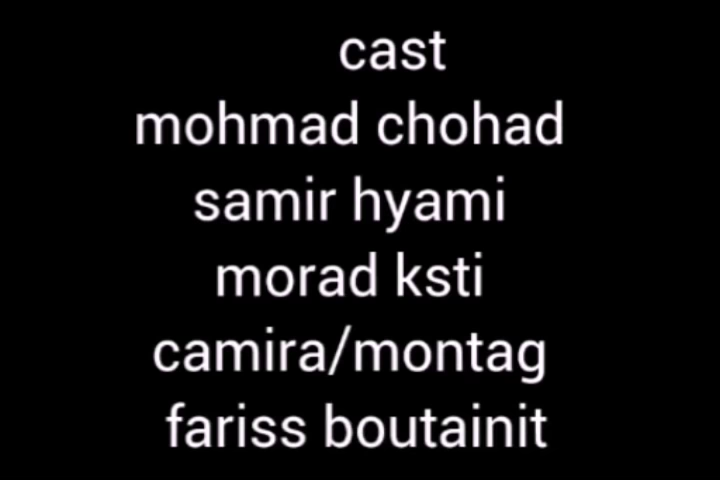 cast
mohmad chohad
samir hyami
morad ksti
camira/montag
fariss boutainit